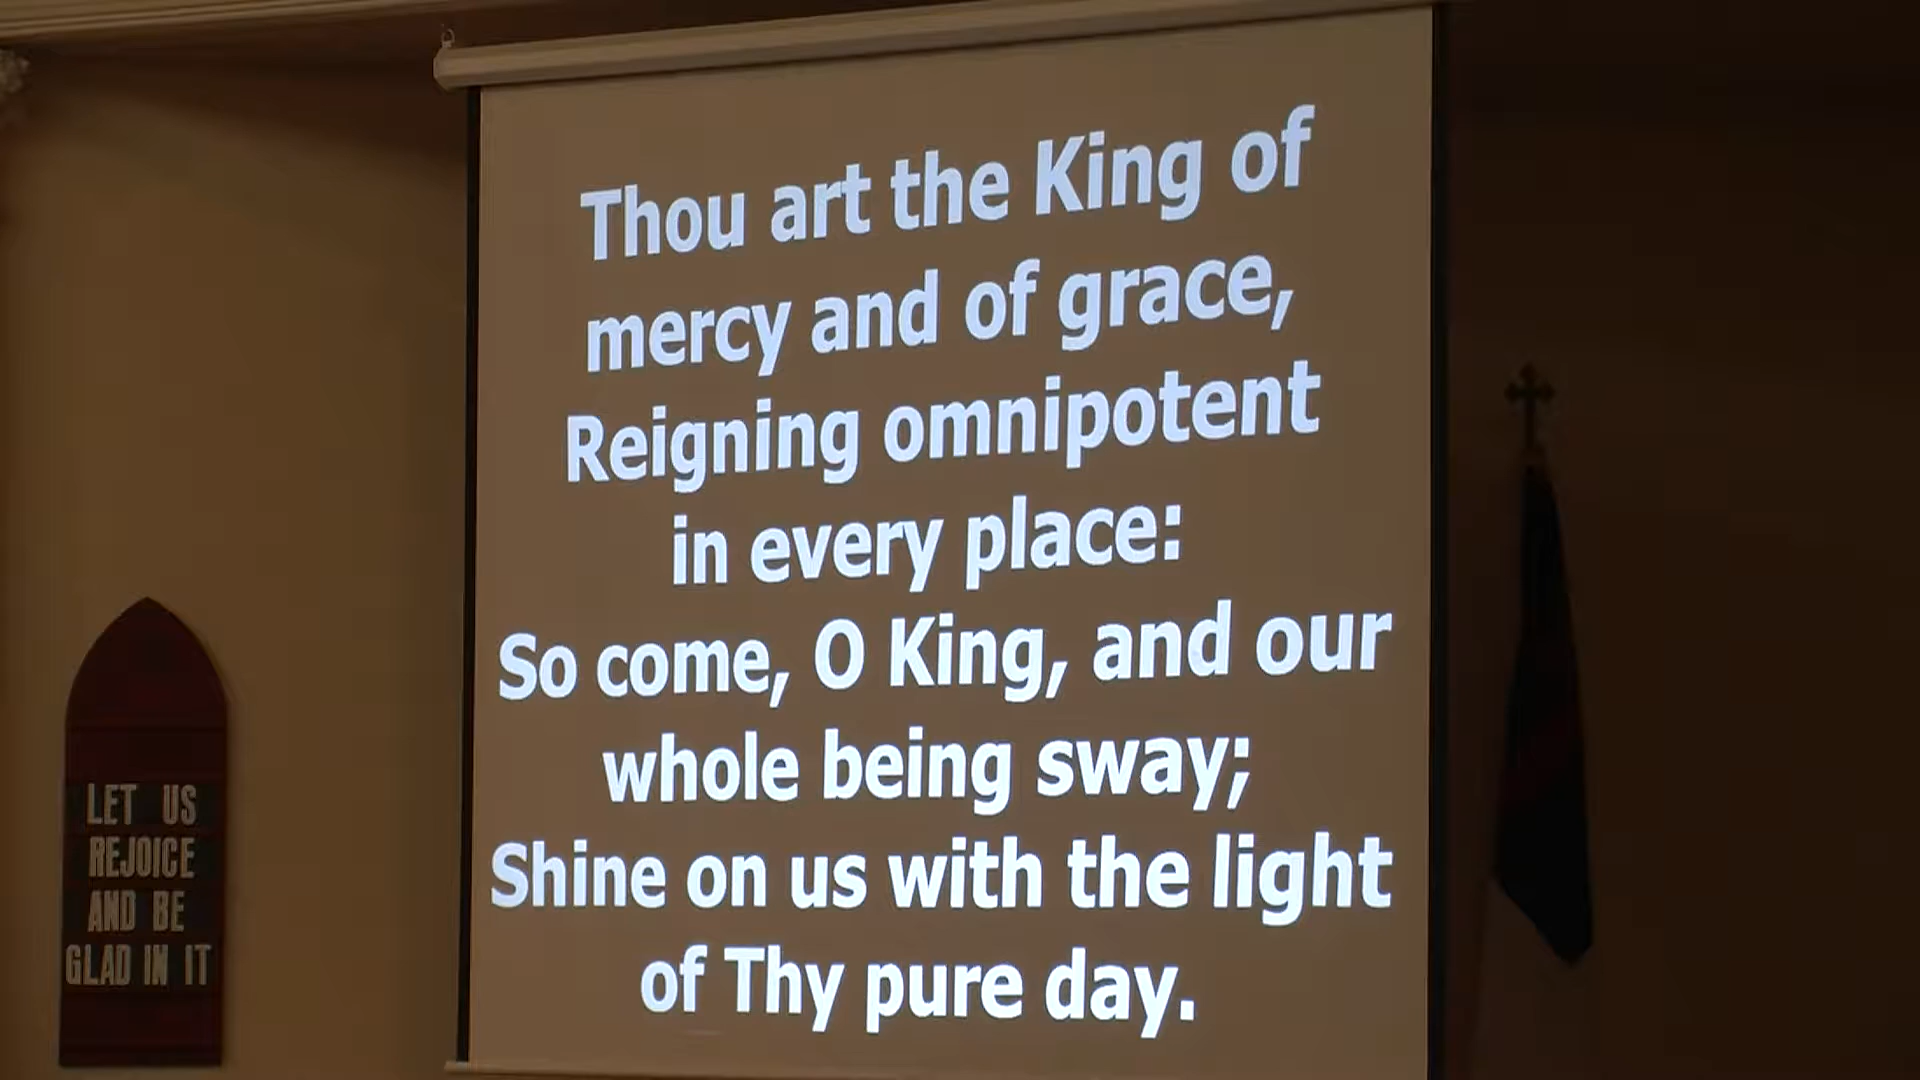 Thou art the King of
mercy and of grace,
Reigning omnipotent
in every place:
So come, O King, and our
whole being sway;
Shine on us with the light
of Thy pure day.
LET US
REJOICE
AND BE
GLAD IN IT